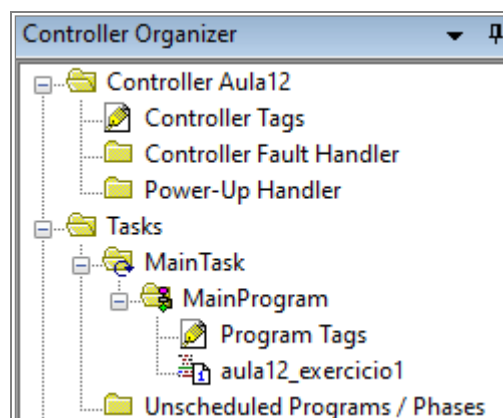 Controller Organizer
Controller Aula12
Controller Tags
Controller Fault Handler
Power-Up Handler
Tasks
MainTask
MainProgram
Program Tags
aula12_exercicio1
Unscheduled Programs / Phases